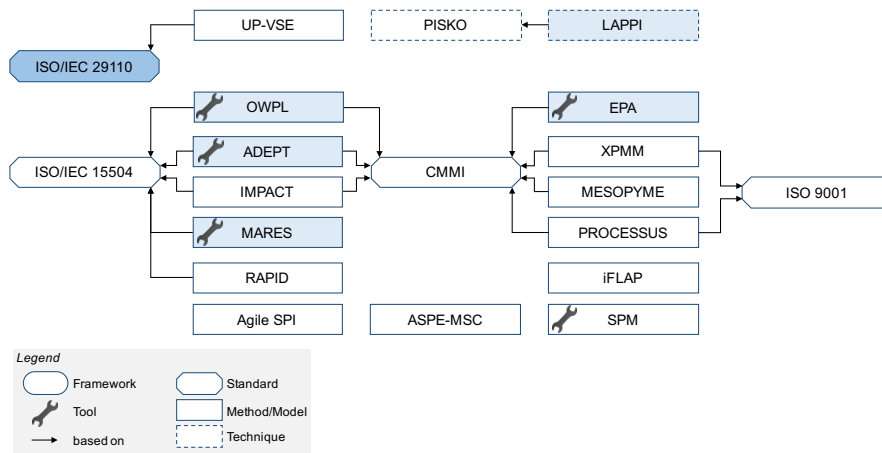 UP-VSE
PISKO
LAPPI
ISO/IEC 29110
OWPL
EPA
ADEPT
XPMM
ISO/IEC 15504
CMMI
IMPACT
MESOPYME
ISO 9001
MARES
PROCESSUS
RAPID
iFLAP
Agile SPI
ASPE-MSC
SPM
Legend
Framework
Standard
Tool
Method/Model
based on
Technique